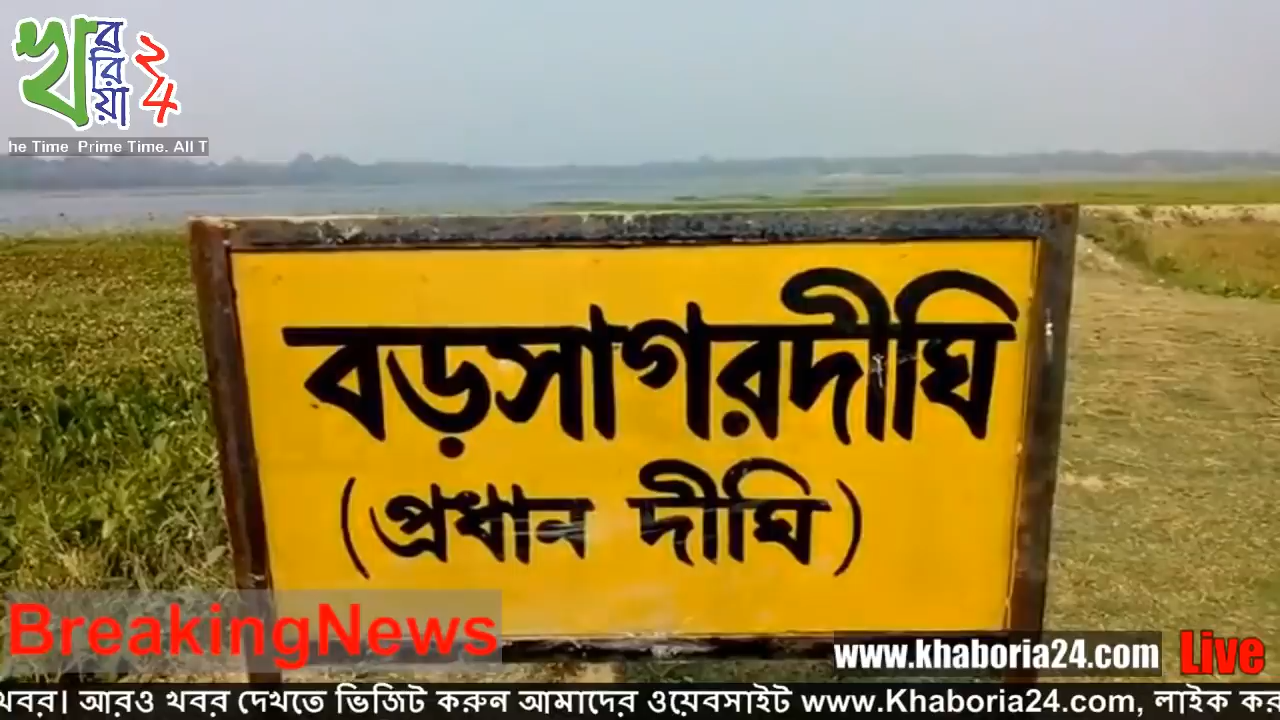 খবরিয়া 24
he Time Prime Time. All T
বড়সাগরদীঘি
(প্রধান দীঘি)
BreakingNews
www.khaboria24.com
Live
খবর। আরও খবর দেখতে ভিজিট করুন আমাদের ওয়েবসাইট www.Khaboria24.com, লাইক কর